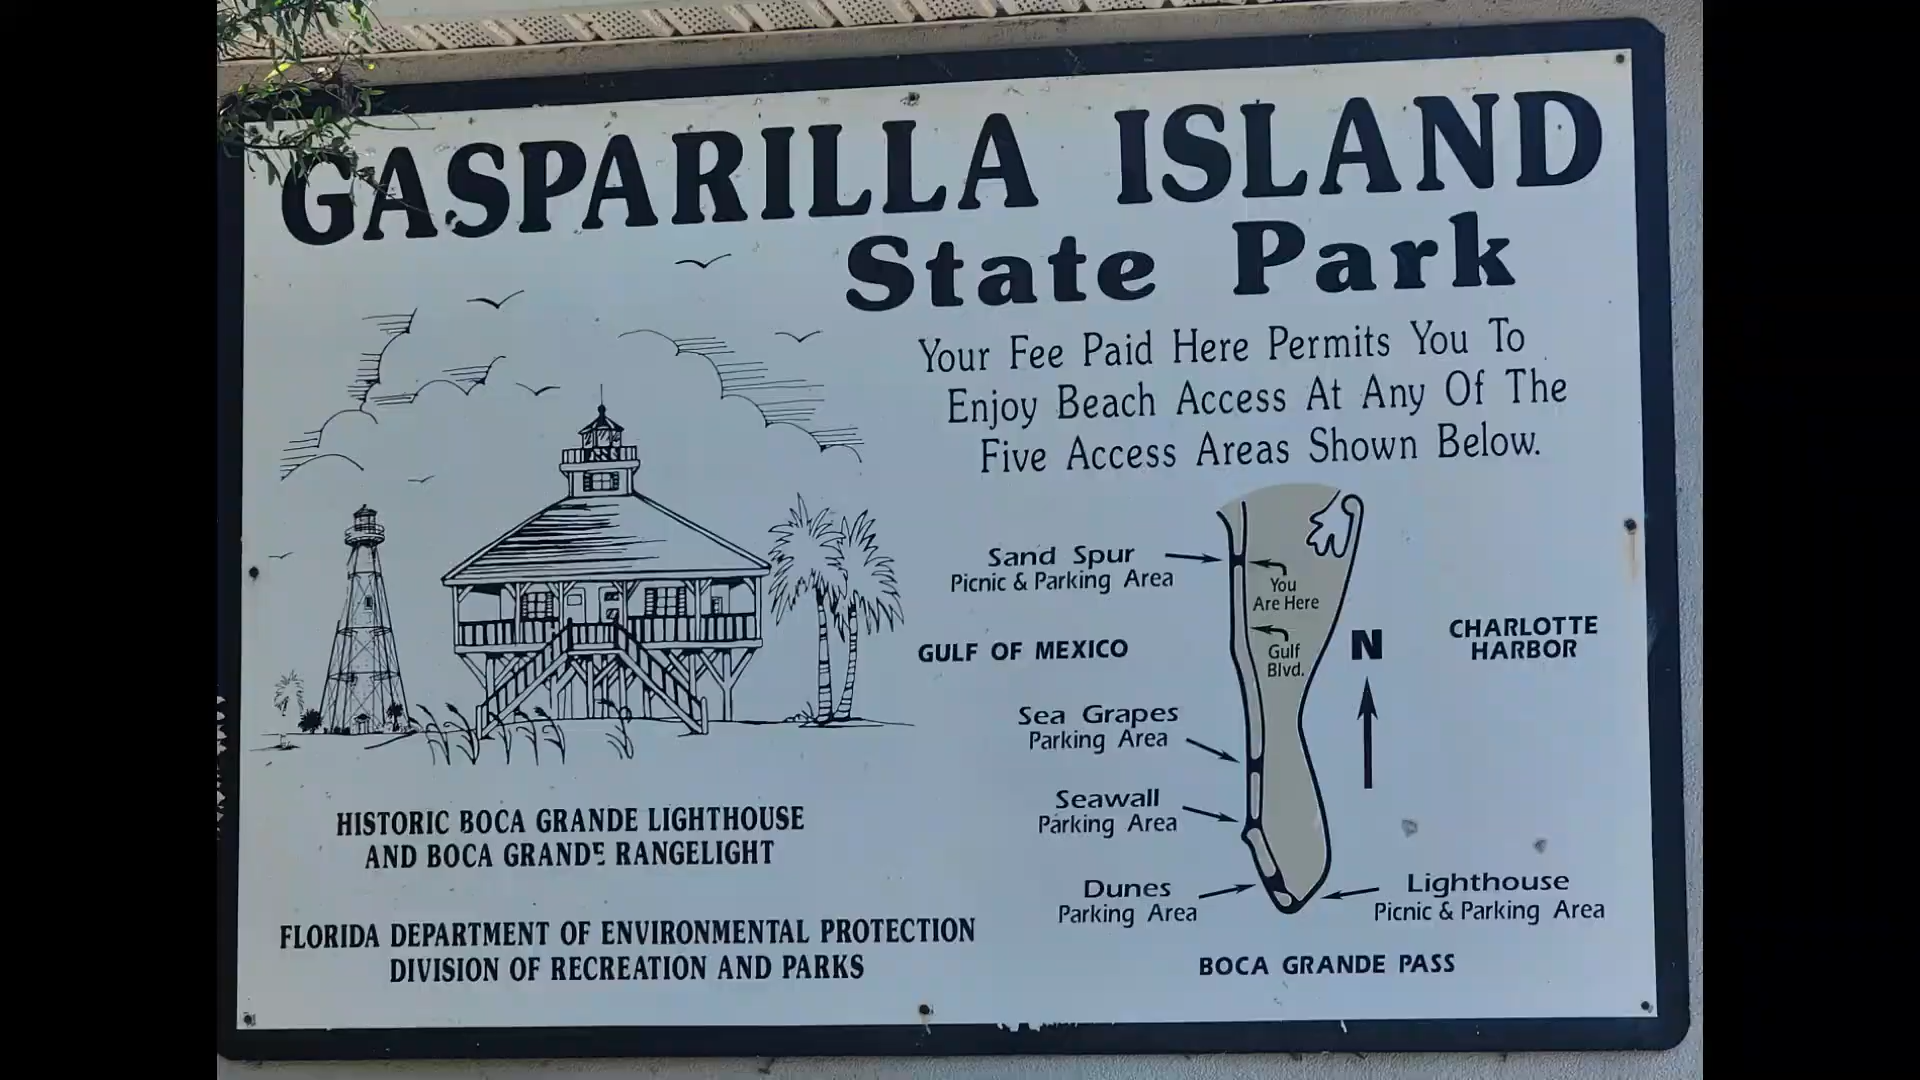 GASPARILLA ISLAND
State Park
Your Fee Paid Here Permits You To
Enjoy Beach Access At Any Of The
Five Access Areas Shown Below.
Sand Spur
Picnic & Parking Area
You
Are Here
GULF OF MEXICO
Gulf
Blvd.
N
CHARLOTTE
HARBOR
Sea Grapes
Parking Area
Seawall
Parking Area
Dunes
Parking Area
Lighthouse
Picnic & Parking Area
BOCA GRANDE PASS
HISTORIC BOCA GRANDE LIGHTHOUSE
AND BOCA GRANDE RANGELIGHT
FLORIDA DEPARTMENT OF ENVIRONMENTAL PROTECTION
DIVISION OF RECREATION AND PARKS